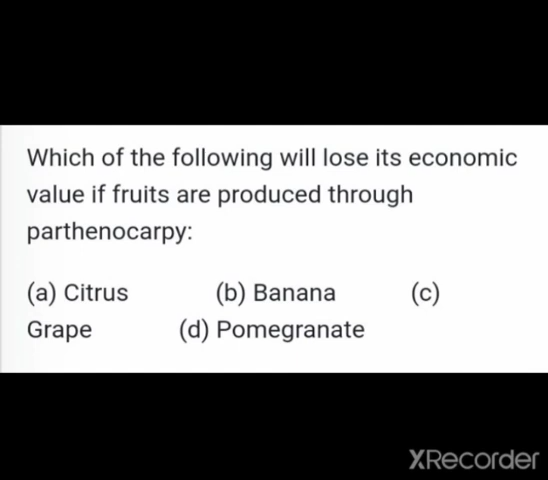 Which of the following will lose its economic
value if fruits are produced through
parthenocarpy:
(a) Citrus (b) Banana (c)
Grape (d) Pomegranate
XRecorder